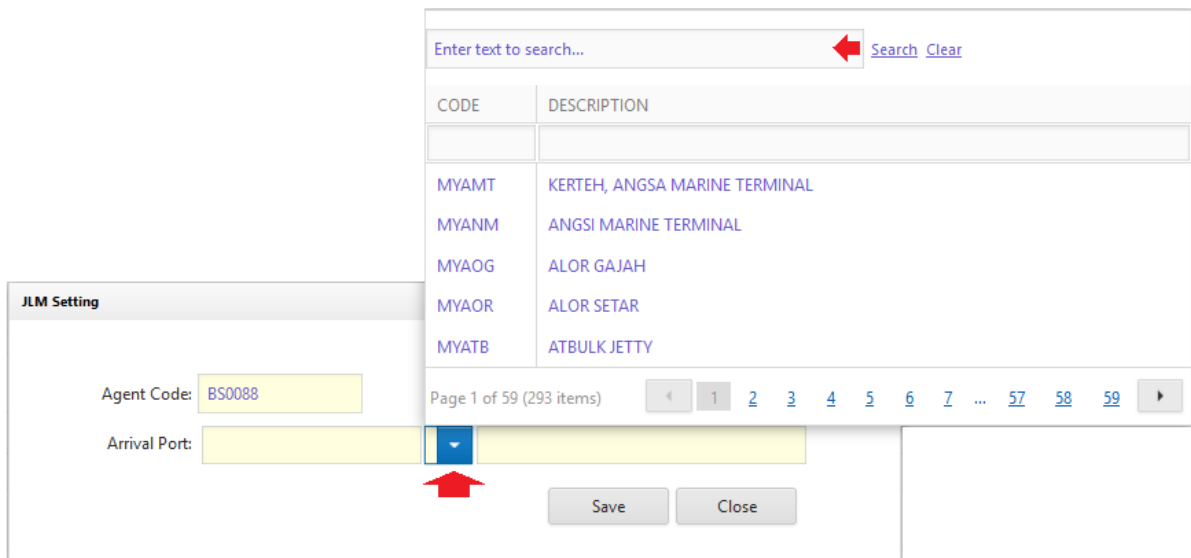 Enter text to search... Search Clear
CODE DESCRIPTION
MYAMT KERTEH, ANGSA MARINE TERMINAL
MYANM ANGSI MARINE TERMINAL
MYAOG ALOR GAJAH
MYAOR ALOR SETAR
MYATB ATBULK JETTY
Page 1 of 59 (293 items) 1 2 3 4 5 6 7 ... 57 58 59
JLM Setting
Agent Code: BS0088
Arrival Port:
Save Close